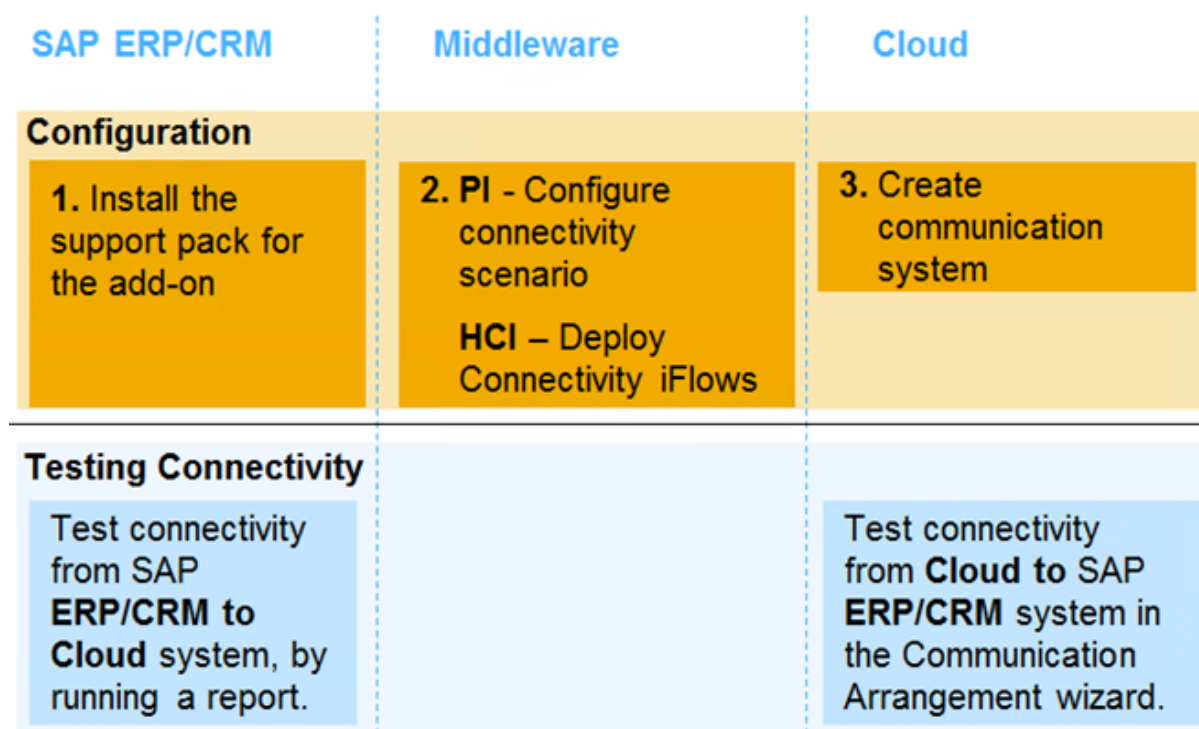 SAP ERP/CRM
Middleware
Cloud
Configuration
1. Install the
support pack for
the add-on
2. PI - Configure
connectivity
scenario
HCI – Deploy
Connectivity iFlows
3. Create
communication
system
Testing Connectivity
Test connectivity
from SAP
ERP/CRM to
Cloud system, by
running a report.
Test connectivity
from Cloud to SAP
ERP/CRM system in
the Communication
Arrangement wizard.